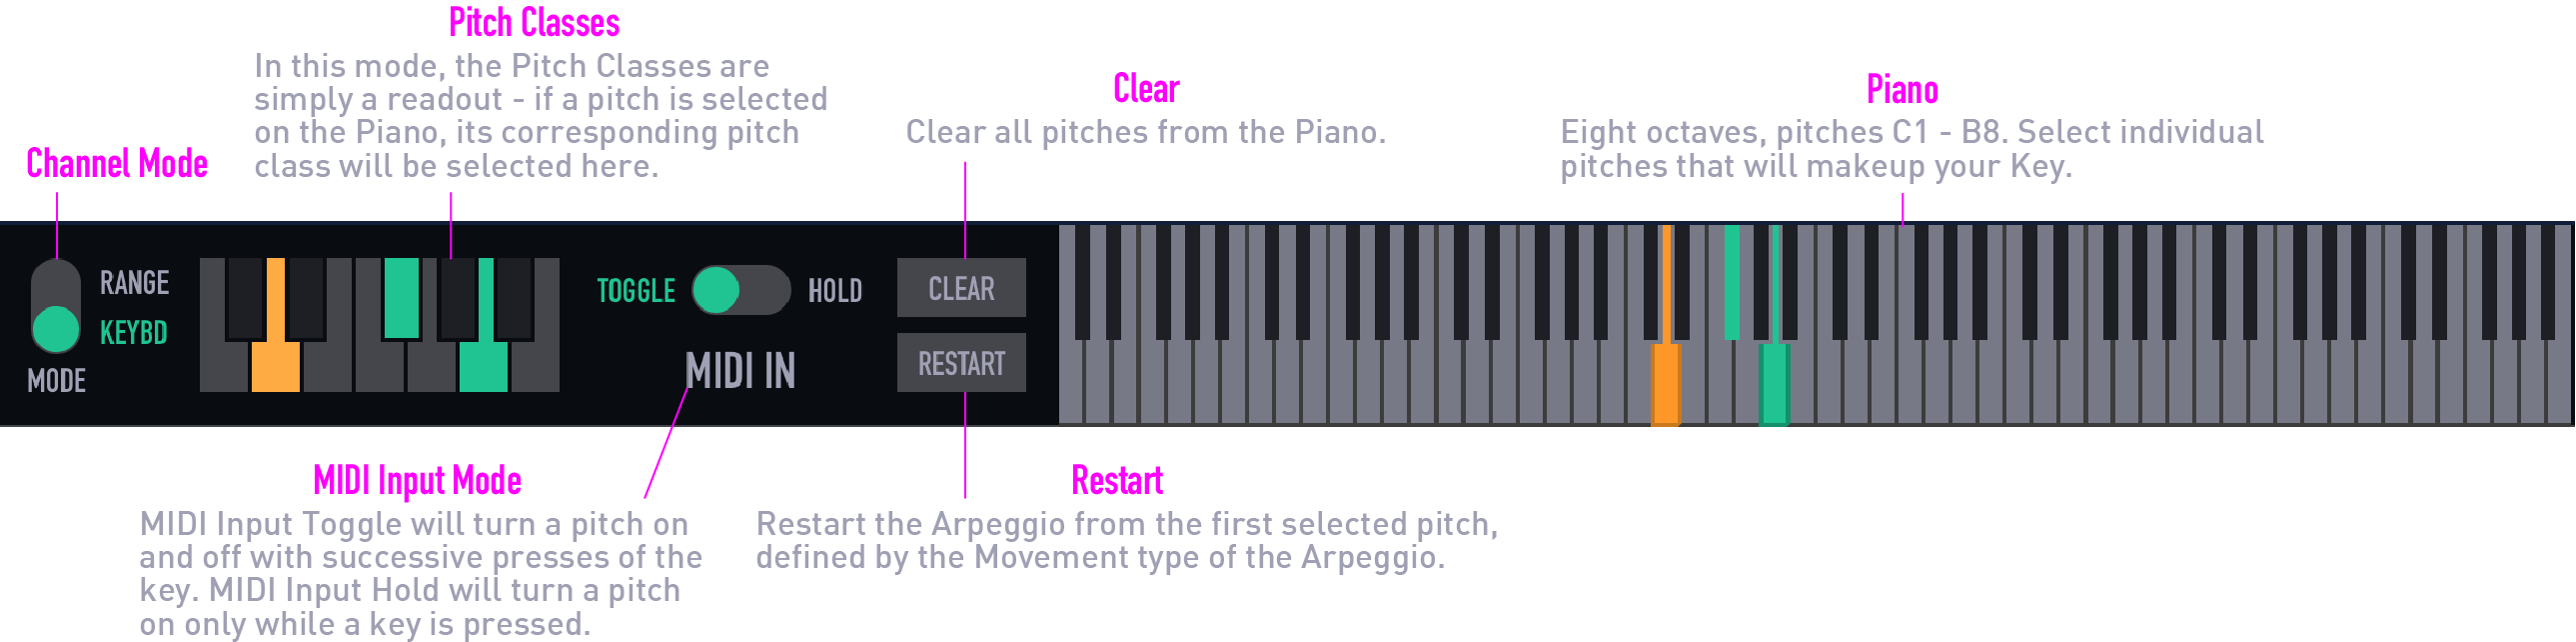 Pitch Classes
In this mode, the Pitch Classes are
simply a readout - if a pitch is selected
on the Piano, its corresponding pitch
class will be selected here.
Clear
Clear all pitches from the Piano.
Piano
Eight octaves, pitches C1 - B8. Select individual
pitches that will makeup your Key.
Channel Mode
RANGE
KEYBD
MODE
TOGGLE
HOLD
MIDI IN
CLEAR
RESTART
MIDI Input Mode
MIDI Input Toggle will turn a pitch on
and off with successive presses of the
key. MIDI Input Hold will turn a pitch
on only while a key is pressed.
Restart
Restart the Arpeggio from the first selected pitch,
defined by the Movement type of the Arpeggio.